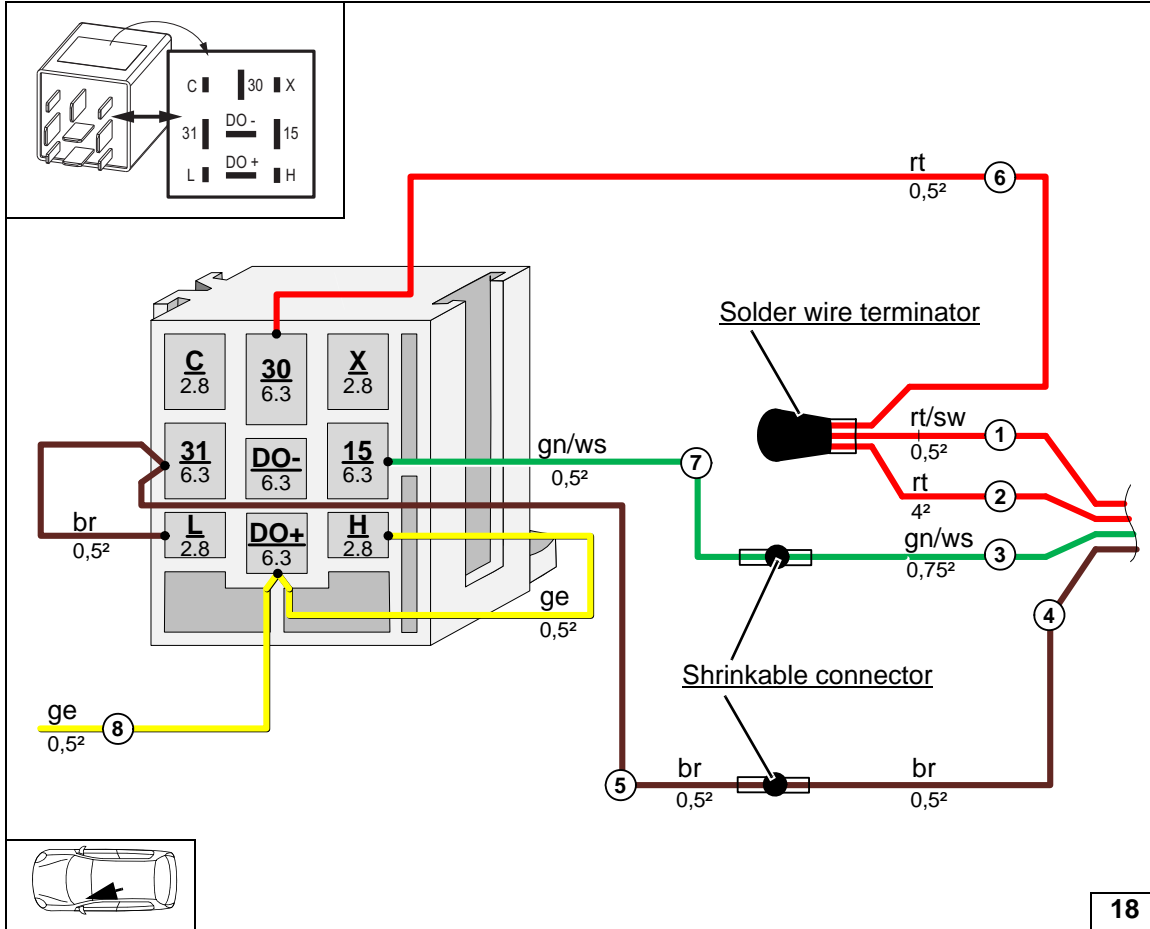 C 30 X
31 DO - 15
L DO + H
rt
0,5²
6
Solder wire terminator
C
2.8
30
6.3
X
2.8
rt/sw
0,5²
1
31
6.3
DO-
6.3
15
6.3
gn/ws
0,5²
7
rt
4²
2
br
0,5²
L
2.8
DO+
6.3
H
2.8
gn/ws
0,75²
3
ge
0,5²
4
Shrinkable connector
ge
0,5²
8
br
0,5²
5
br
0,5²
18